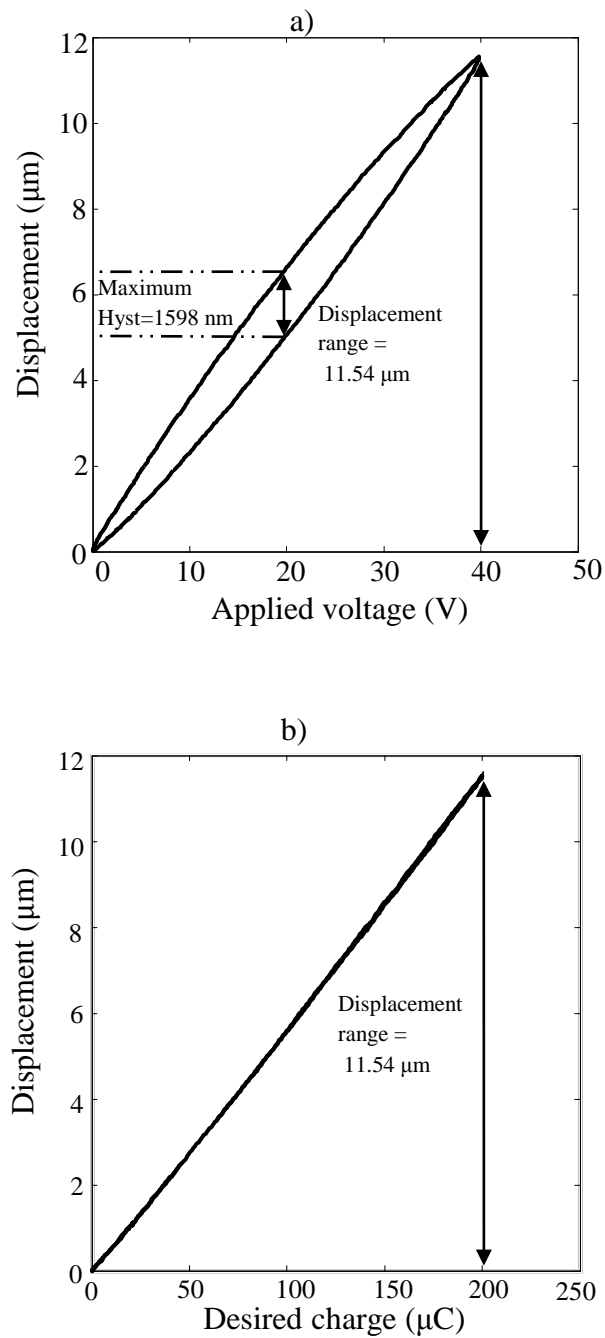 a)
12
10
8
6
4
2
0
Displacement (μm)
Maximum
Hyst=1598 nm
Displacement
range =
11.54 μm
0 10 20 30 40 50
Applied voltage (V)
b)
12
10
8
6
4
2
0
Displacement (μm)
Displacement
range =
11.54 μm
0 50 100 150 200 250
Desired charge (μC)